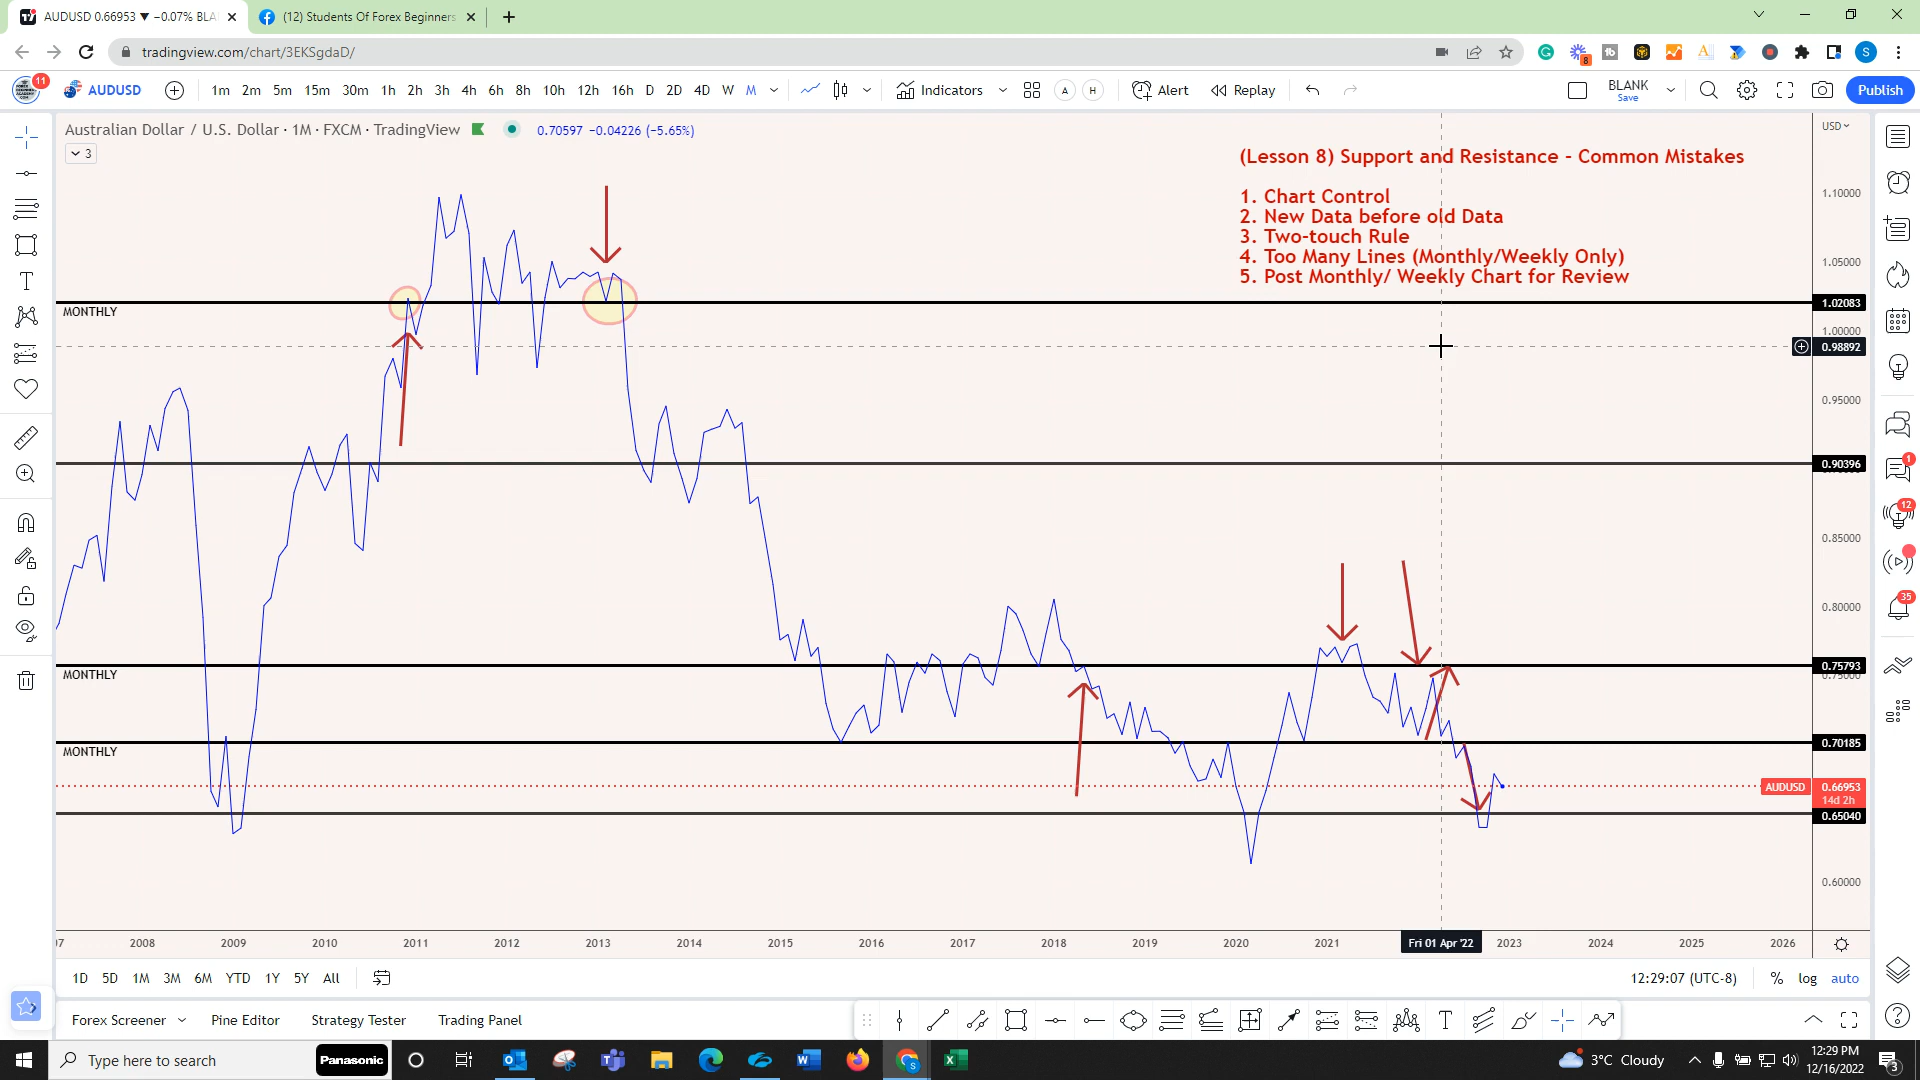 AUDUSD 0.66953 ▼ −0.07% BLA
(12) Students Of Forex Beginners
tradingview.com/chart/3EKSgdaD/
8
S
11
AUDUSD
1m 2m 5m 15m 30m 1h 2h 3h 4h 6h 8h 10h 12h 16h D 2D 4D W M
Indicators
A
H
Alert
Replay
BLANK
Save
Publish
Australian Dollar / U.S. Dollar · 1M · FXCM · TradingView
0.70597 −0.04226 (−5.65%)
USD
3
(Lesson 8) Support and Resistance - Common Mistakes
1. Chart Control
2. New Data before old Data
3. Two-touch Rule
4. Too Many Lines (Monthly/Weekly Only)
5. Post Monthly/ Weekly Chart for Review
1.10000
1.05000
1.02083
MONTHLY
1.00000
0.98892
0.95000
0.90396
0.85000
0.80000
0.75793
MONTHLY
0.75000
0.70185
MONTHLY
AUDUSD
0.66953
14d 2h
0.65040
0.60000
1
12
35
2008 2009 2010 2011 2012 2013 2014 2015 2016 2017 2018 2019 2020 2021 Fri 01 Apr '22 2023 2024 2025 2026
1D 5D 1M 3M 6M YTD 1Y 5Y All
12:29:07 (UTC-8)
% log auto
Forex Screener
Pine Editor
Strategy Tester
Trading Panel
Type here to search
Panasonic
3°C Cloudy
12:29 PM
12/16/2022
3